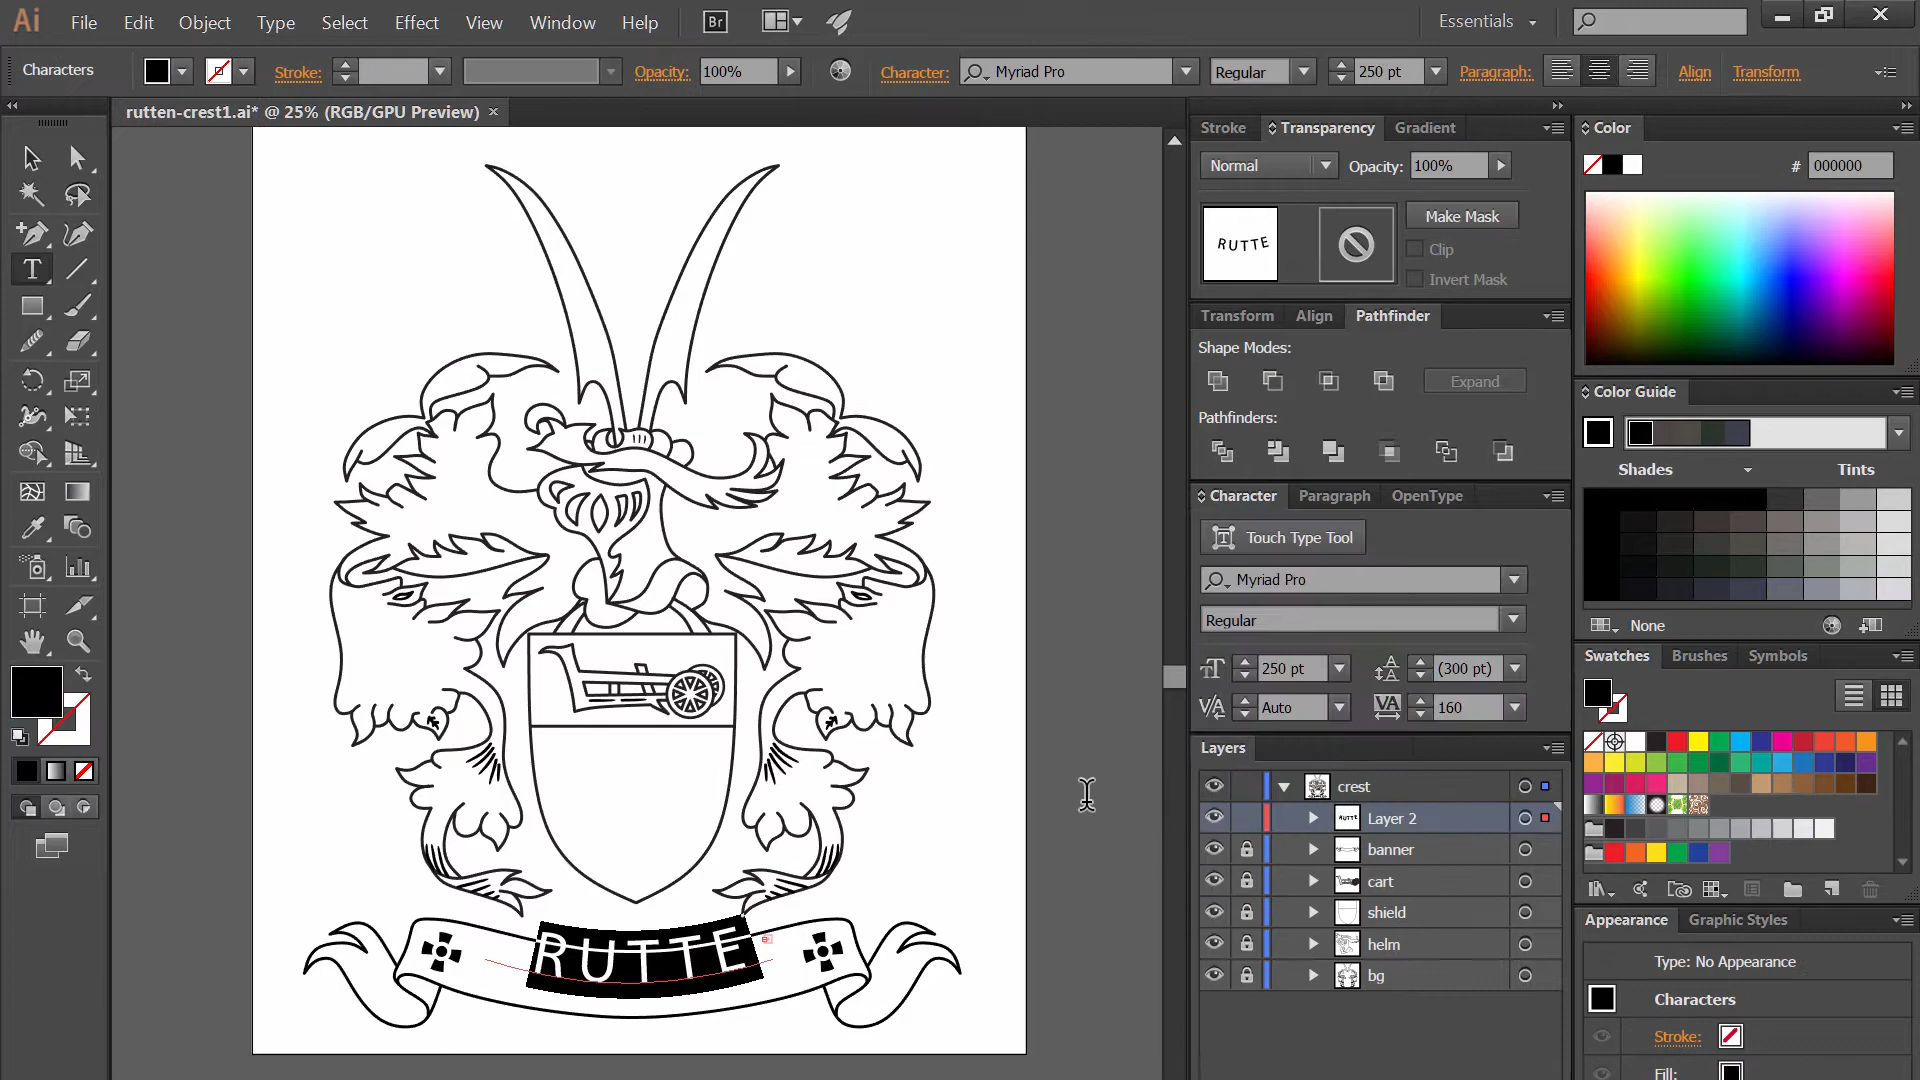 Ai File Edit Object Type Select Effect View Window Help Br Essentials
Characters Stroke: Opacity: 100% Character: Myriad Pro Regular 250 pt Paragraph: Align Transform
rutten-crest1.ai* @ 25% (RGB/GPU Preview)
Stroke Transparency Gradient
Normal Opacity: 100%
RUTTE
Make Mask
Clip
Invert Mask
Transform Align Pathfinder
Shape Modes:
Expand
Pathfinders:
Character Paragraph OpenType
Touch Type Tool
Myriad Pro
Regular
250 pt (300 pt)
Auto 160
Layers
crest
Layer 2
banner
cart
shield
helm
bg
Color
# 000000
Color Guide
Shades Tints
None
Swatches Brushes Symbols
Appearance Graphic Styles
Type: No Appearance
Characters
Stroke:
Fill:
RUTTE